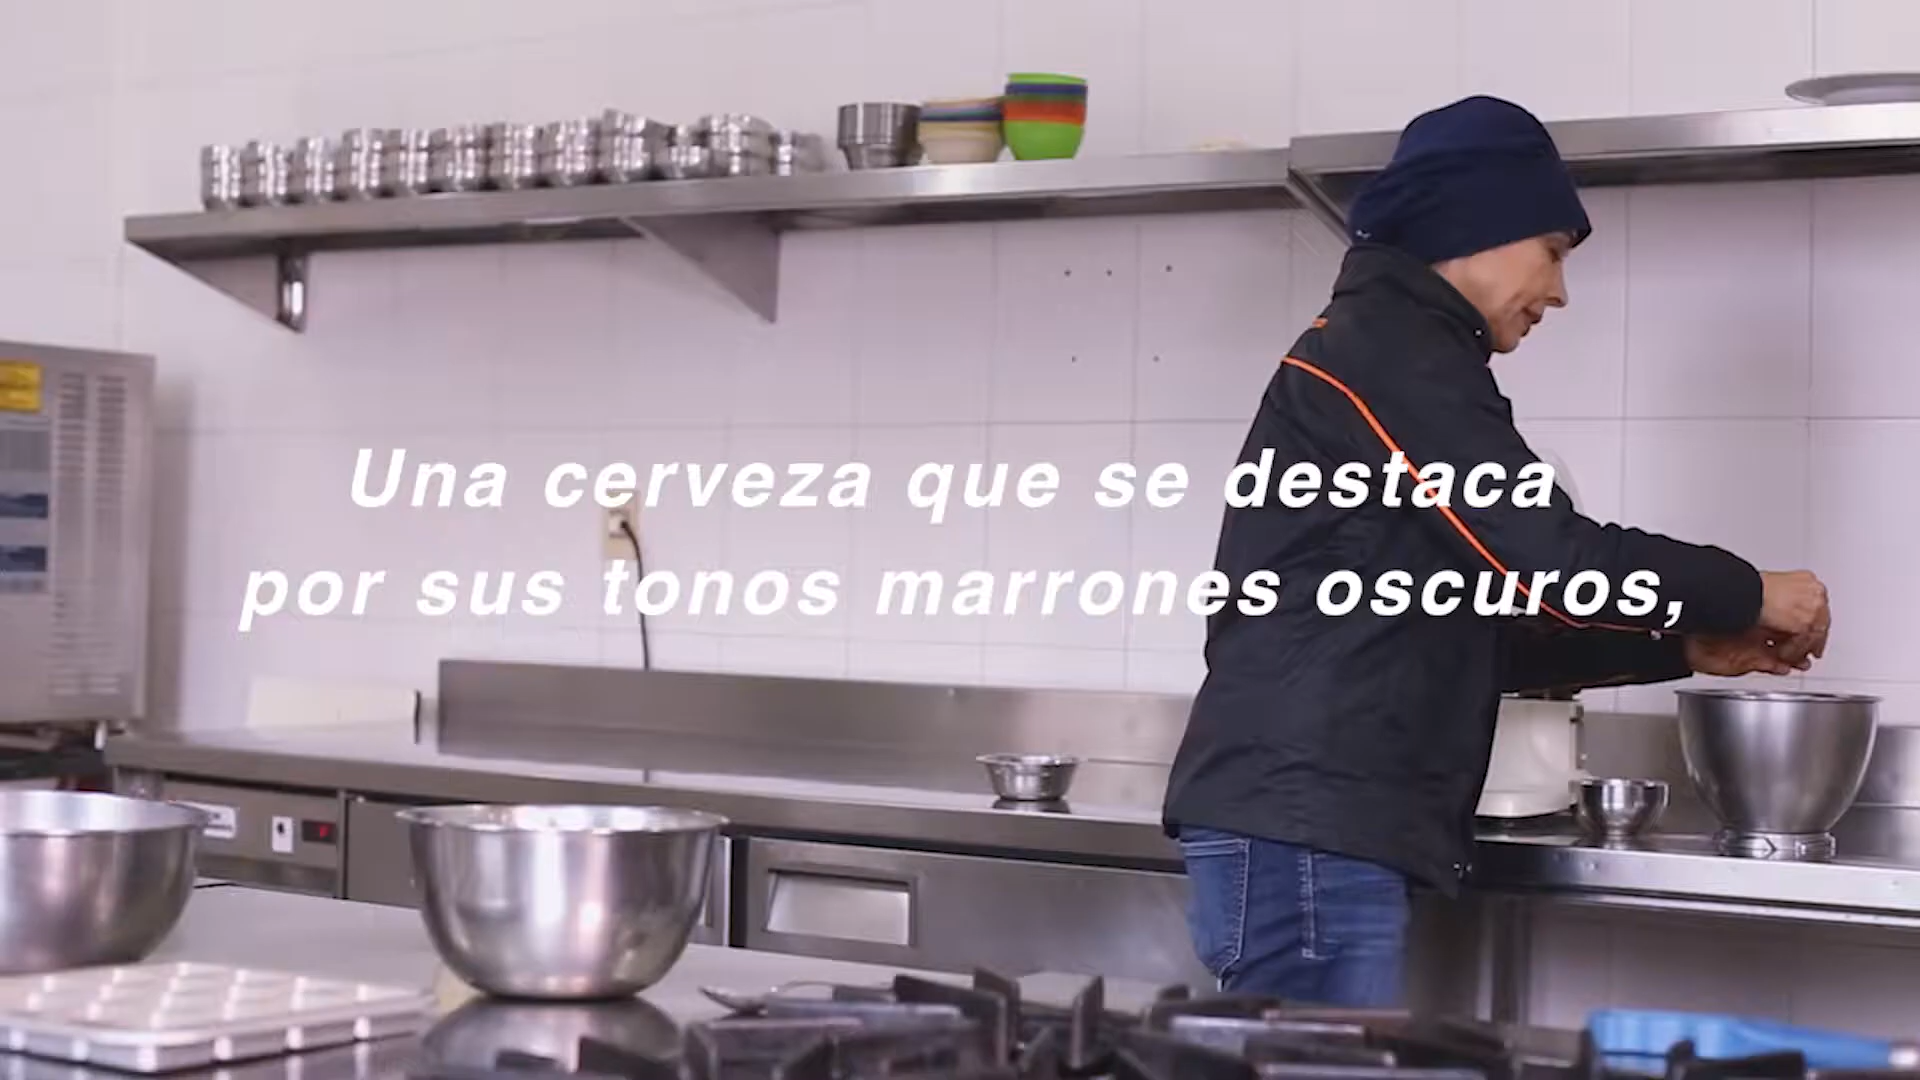 Una cerveza que se destaca
por sus tonos marrones oscuros,